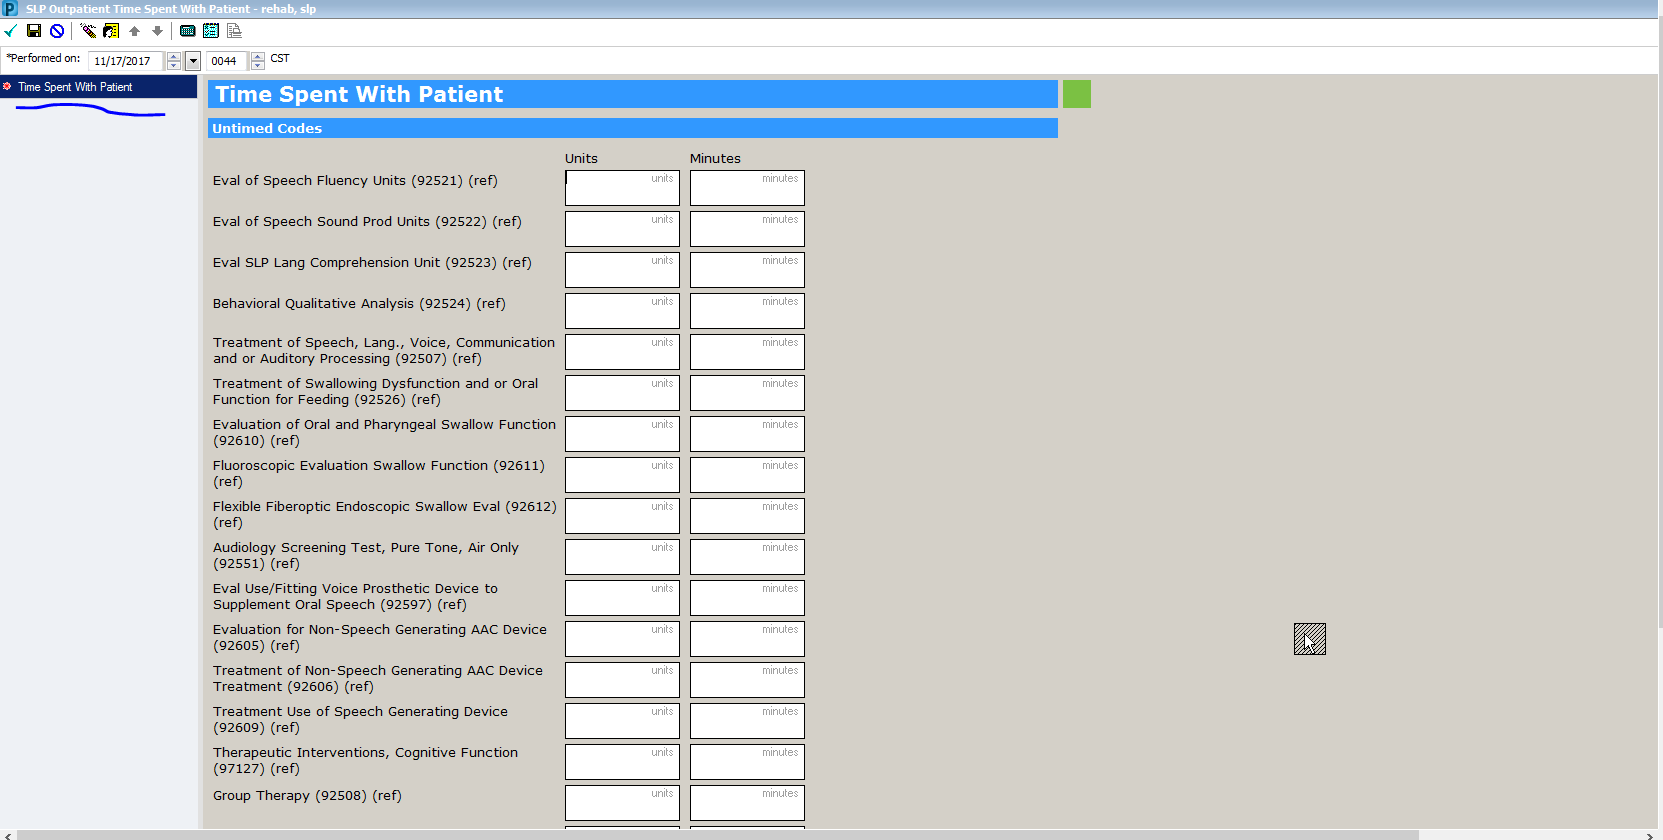 SLP Outpatient Time Spent With Patient - rehab, slp
*Performed on: 11/17/2017 0044 CST
Time Spent With Patient
Time Spent With Patient
Untimed Codes
Units Minutes
Eval of Speech Fluency Units (92521) (ref) units minutes
Eval of Speech Sound Prod Units (92522) (ref) units minutes
Eval SLP Lang Comprehension Unit (92523) (ref) units minutes
Behavioral Qualitative Analysis (92524) (ref) units minutes
Treatment of Speech, Lang., Voice, Communication units minutes
and or Auditory Processing (92507) (ref)
Treatment of Swallowing Dysfunction and or Oral units minutes
Function for Feeding (92526) (ref)
Evaluation of Oral and Pharyngeal Swallow Function units minutes
(92610) (ref)
Fluoroscopic Evaluation Swallow Function (92611) units minutes
(ref)
Flexible Fiberoptic Endoscopic Swallow Eval (92612) units minutes
(ref)
Audiology Screening Test, Pure Tone, Air Only units minutes
(92551) (ref)
Eval Use/Fitting Voice Prosthetic Device to units minutes
Supplement Oral Speech (92597) (ref)
Evaluation for Non-Speech Generating AAC Device units minutes
(92605) (ref)
Treatment of Non-Speech Generating AAC Device units minutes
Treatment (92606) (ref)
Treatment Use of Speech Generating Device units minutes
(92609) (ref)
Therapeutic Interventions, Cognitive Function units minutes
(97127) (ref)
Group Therapy (92508) (ref) units minutes